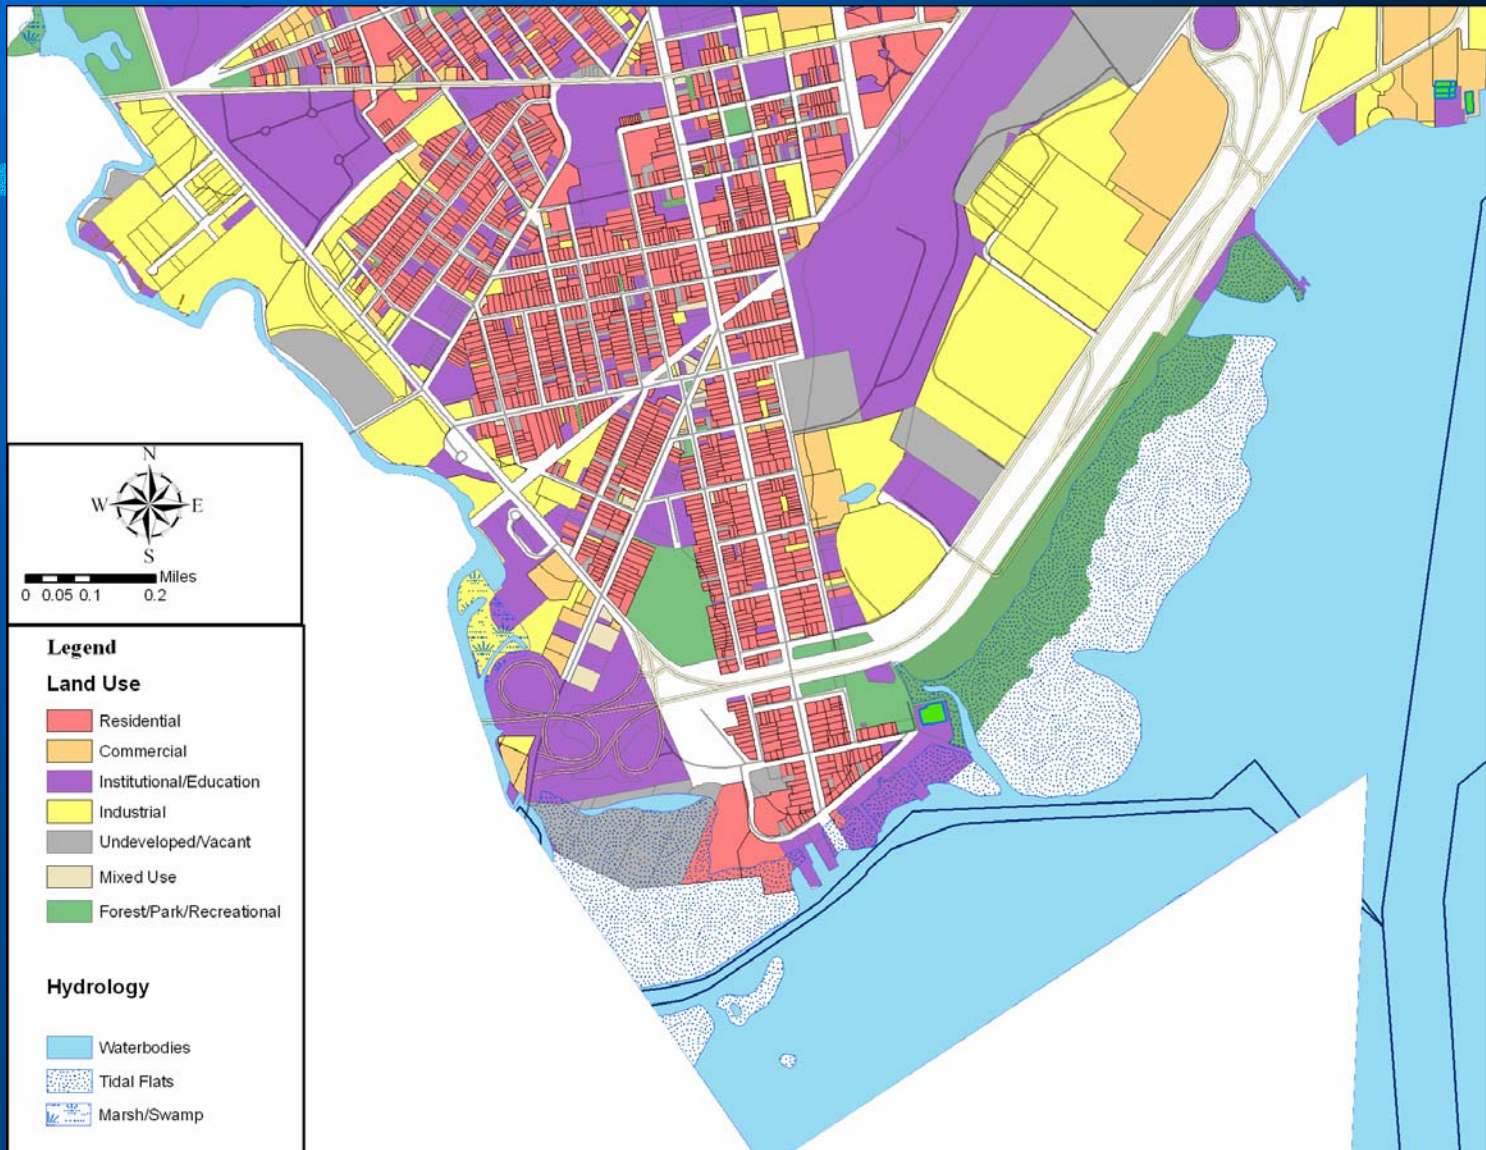 N
W E
S
Miles
0 0.05 0.1 0.2
Legend
Land Use
Residential
Commercial
Institutional/Education
Industrial
Undeveloped/Vacant
Mixed Use
Forest/Park/Recreational
Hydrology
Waterbodies
Tidal Flats
Marsh/Swamp